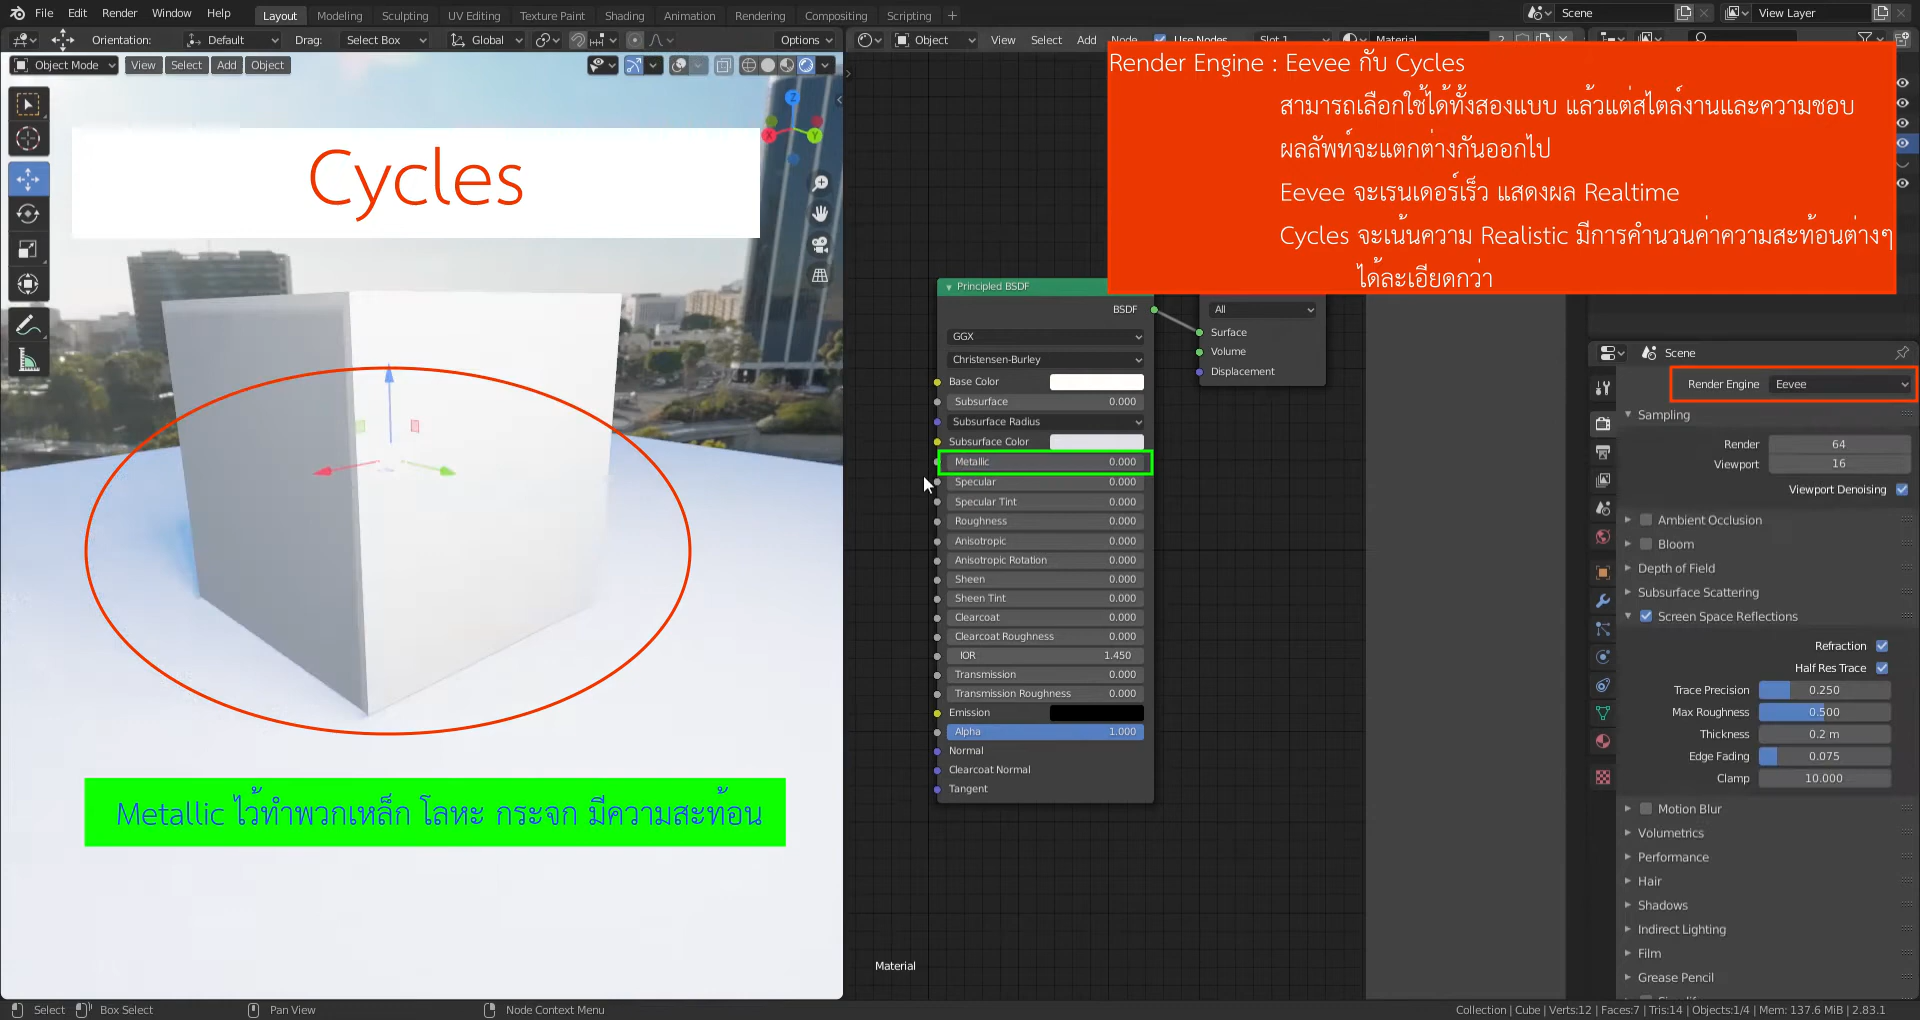 File Edit Render Window Help
Layout Modeling Sculpting UV Editing Texture Paint Shading Animation Rendering Compositing Scripting +
Scene
View Layer
Orientation: Default Drag: Select Box Global Options
Object View Select Add Node Use Nodes Slot 1 Material 2
Object Mode View Select Add Object
Z
X
Y
Cycles
Render Engine : Eevee กับ Cycles
สามารถเลือกใช้ได้ทั้งสองแบบ แล้วแต่สไตล์งานและความชอบ
ผลลัพท์จะแตกต่างกันออกไป
Eevee จะเรนเดอร์เร็ว แสดงผล Realtime
Cycles จะเน้นความ Realistic มีการคำนวนค่าความสะท้อนต่างๆ
ได้ละเอียดกว่า
Principled BSDF
BSDF
GGX
Christensen-Burley
Base Color
Subsurface 0.000
Subsurface Radius
Subsurface Color
Metallic 0.000
Specular 0.000
Specular Tint 0.000
Roughness 0.000
Anisotropic 0.000
Anisotropic Rotation 0.000
Sheen 0.000
Sheen Tint 0.000
Clearcoat 0.000
Clearcoat Roughness 0.000
IOR 1.450
Transmission 0.000
Transmission Roughness 0.000
Emission
Alpha 1.000
Normal
Clearcoat Normal
Tangent
All
Surface
Volume
Displacement
Material
Metallic ไว้ทำพวกเหล็ก โลหะ กระจก มีความสะท้อน
Scene
Render Engine Eevee
Sampling
Render 64
Viewport 16
Viewport Denoising
Ambient Occlusion
Bloom
Depth of Field
Subsurface Scattering
Screen Space Reflections
Refraction
Half Res Trace
Trace Precision 0.250
Max Roughness 0.500
Thickness 0.2 m
Edge Fading 0.075
Clamp 10.000
Motion Blur
Volumetrics
Performance
Hair
Shadows
Indirect Lighting
Film
Grease Pencil
Select Box Select Pan View Node Context Menu
Collection | Cube | Verts:12 | Faces:7 | Tris:14 | Objects:1/4 | Mem: 137.6 MiB | 2.83.1